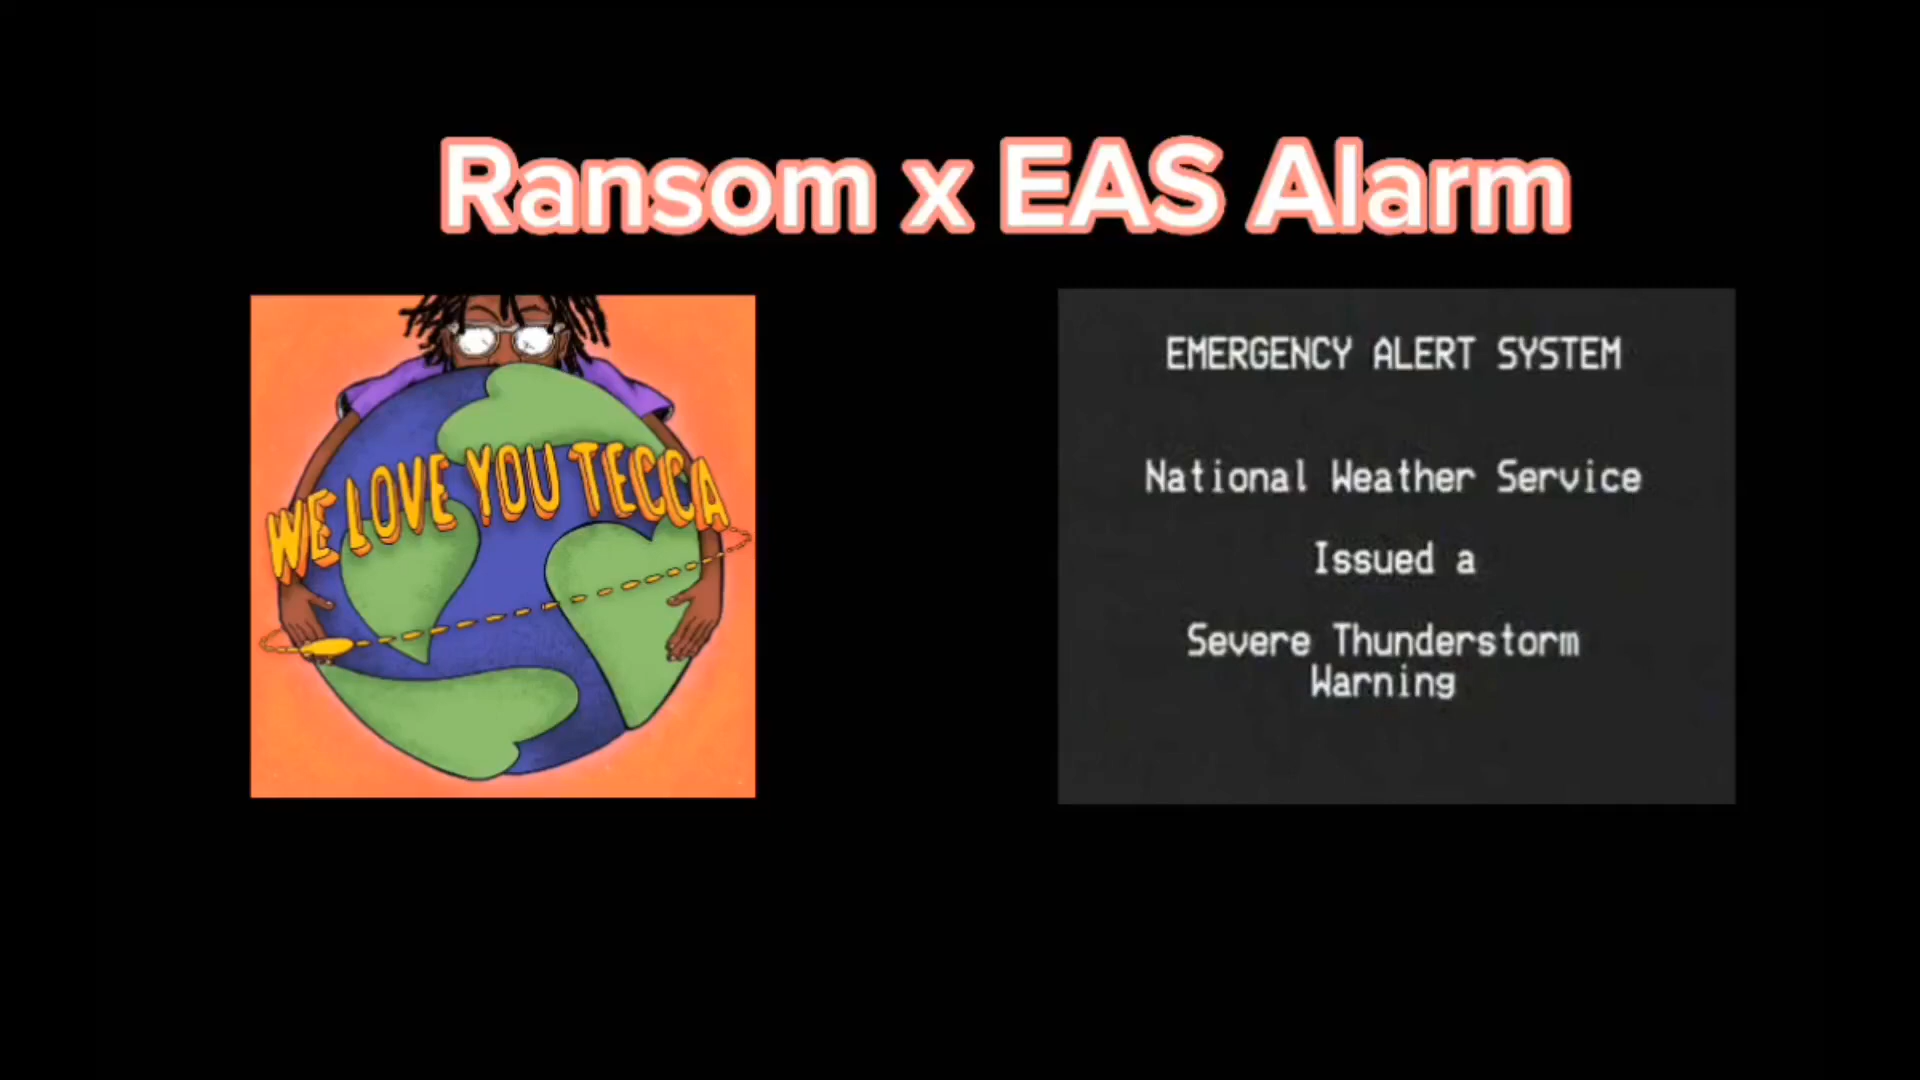 Ransom x EAS Alarm
WE LOVE YOU TECCA
EMERGENCY ALERT SYSTEM
National Weather Service
Issued a
Severe Thunderstorm
Warning